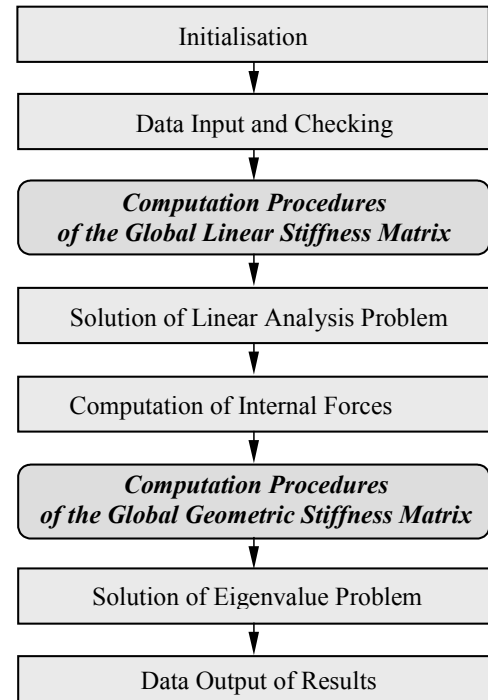 Initialisation
Data Input and Checking
Computation Procedures
of the Global Linear Stiffness Matrix
Solution of Linear Analysis Problem
Computation of Internal Forces
Computation Procedures
of the Global Geometric Stiffness Matrix
Solution of Eigenvalue Problem
Data Output of Results